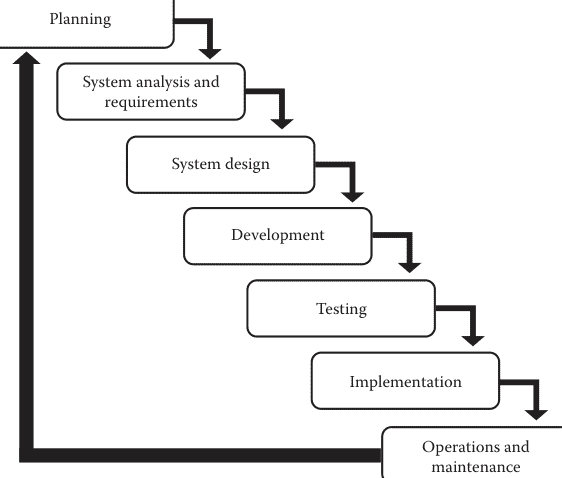 Planning
System analysis and
requirements
System design
Development
Testing
Implementation
Operations and
maintenance